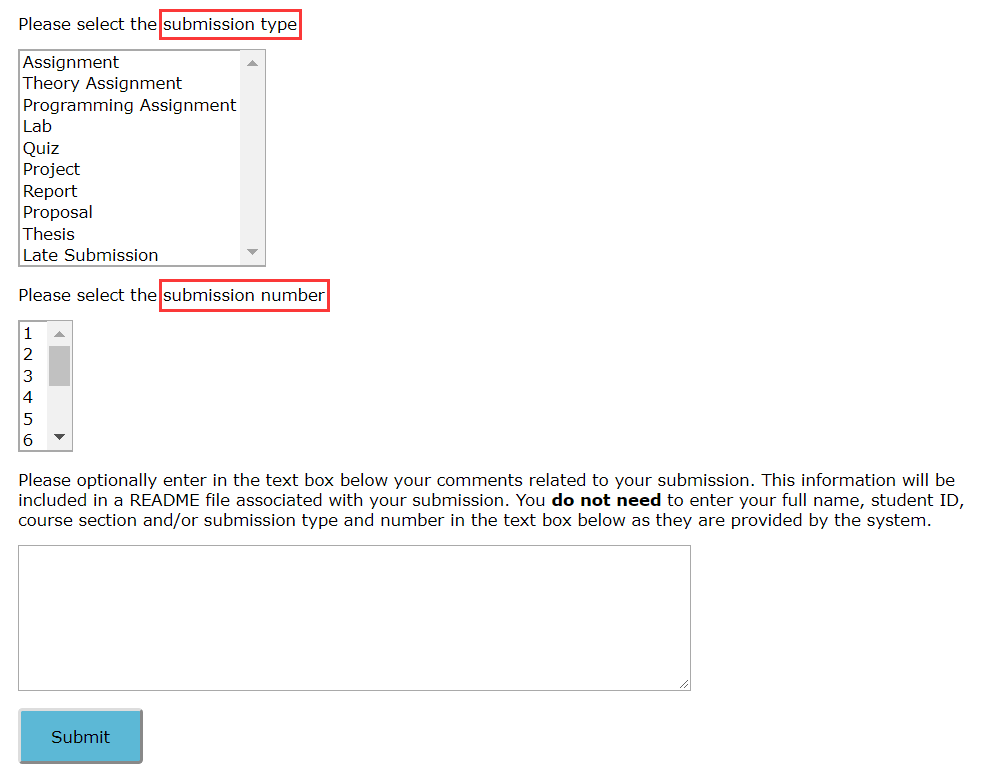 Please select the submission type
Assignment
Theory Assignment
Programming Assignment
Lab
Quiz
Project
Report
Proposal
Thesis
Late Submission
Please select the submission number
1
2
3
4
5
6
Please optionally enter in the text box below your comments related to your submission. This information will be
included in a README file associated with your submission. You do not need to enter your full name, student ID,
course section and/or submission type and number in the text box below as they are provided by the system.
Submit